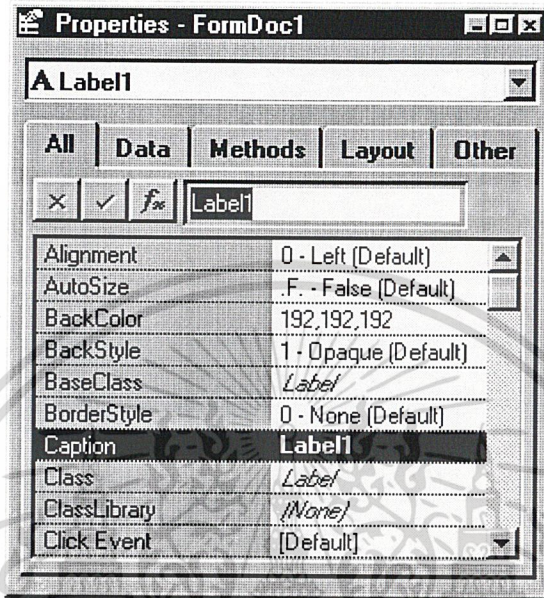 Properties - FormDoc1
A Label1
All Data Methods Layout Other
Label1
Alignment 0 - Left (Default)
AutoSize .F. - False (Default)
BackColor 192,192,192
BackStyle 1 - Opaque (Default)
BaseClass Label
BorderStyle 0 - None (Default)
Caption Label1
Class Label
ClassLibrary (None)
Click Event [Default]